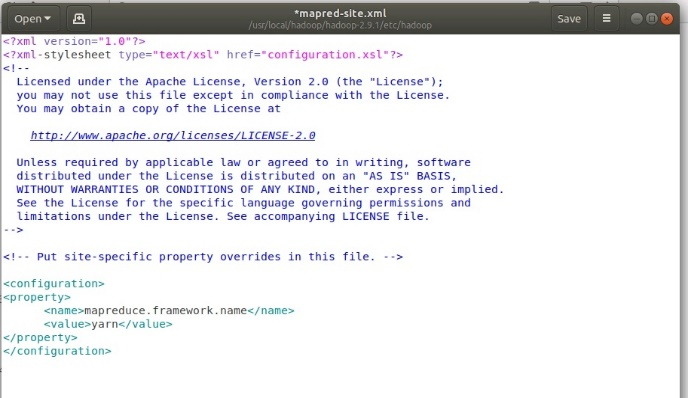 Open
*mapred-site.xml
/usr/local/hadoop/hadoop-2.9.1/etc/hadoop
Save
<?xml version="1.0"?>
<?xml-stylesheet type="text/xsl" href="configuration.xsl"?>
<!--
  Licensed under the Apache License, Version 2.0 (the "License");
  you may not use this file except in compliance with the License.
  You may obtain a copy of the License at

    http://www.apache.org/licenses/LICENSE-2.0

  Unless required by applicable law or agreed to in writing, software
  distributed under the License is distributed on an "AS IS" BASIS,
  WITHOUT WARRANTIES OR CONDITIONS OF ANY KIND, either express or implied.
  See the License for the specific language governing permissions and
  limitations under the License. See accompanying LICENSE file.
-->

<!-- Put site-specific property overrides in this file. -->

<configuration>
<property>
      <name>mapreduce.framework.name</name>
      <value>yarn</value>
</property>
</configuration>